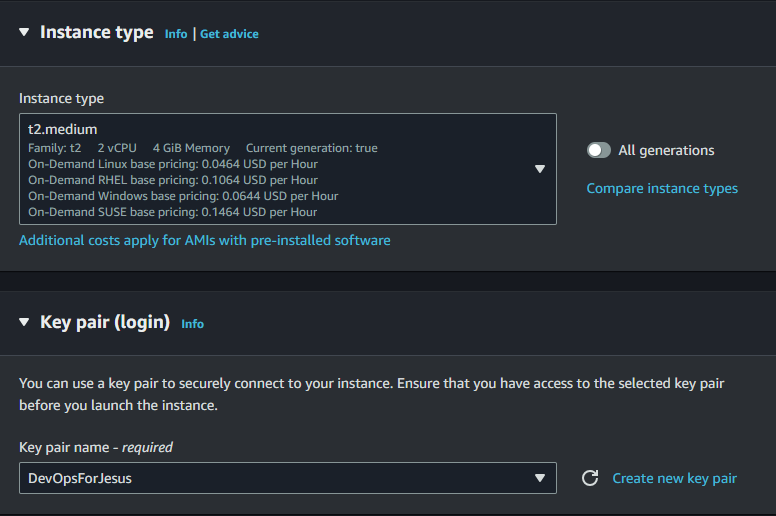 Instance type Info | Get advice
Instance type
t2.medium
Family: t2 2 vCPU 4 GiB Memory Current generation: true
On-Demand Linux base pricing: 0.0464 USD per Hour
On-Demand RHEL base pricing: 0.1064 USD per Hour
On-Demand Windows base pricing: 0.0644 USD per Hour
On-Demand SUSE base pricing: 0.1464 USD per Hour
All generations
Compare instance types
Additional costs apply for AMIs with pre-installed software
Key pair (login) Info
You can use a key pair to securely connect to your instance. Ensure that you have access to the selected key pair
before you launch the instance.
Key pair name - required
DevOpsForJesus
Create new key pair